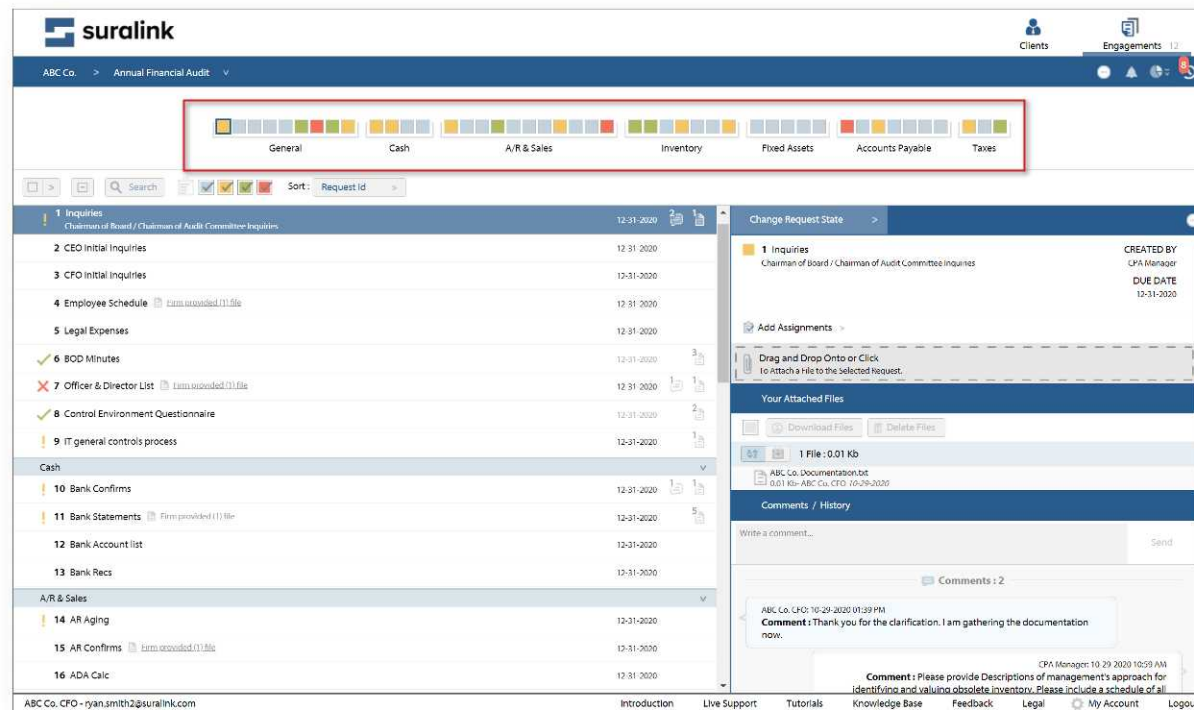 suralink
Clients
Engagements 12
ABC Co. > Annual Financial Audit v
8
General Cash A/R & Sales Inventory Fixed Assets Accounts Payable Taxes
Search Sort : Request Id >
1 Inquiries 12-31-2020 2 1
Chairman of Board / Chairman of Audit Committee Inquiries
2 CEO Initial Inquiries 12-31-2020
3 CFO Initial Inquiries 12-31-2020
4 Employee Schedule Firm provided (1) file 12-31-2020
5 Legal Expenses 12-31-2020
6 BOD Minutes 12-31-2020 3
7 Officer & Director List Firm provided (1) file 12-31-2020 1 1
8 Control Environment Questionnaire 12-31-2020 2
9 IT general controls process 12-31-2020 1
Cash
10 Bank Confirms 12-31-2020 1 1
11 Bank Statements Firm provided (1) file 12-31-2020 5
12 Bank Account list 12-31-2020
13 Bank Recs 12-31-2020
A/R & Sales
14 AR Aging 12-31-2020
15 AR Confirms Firm provided (1) file 12-31-2020
16 ADA Calc 12-31-2020
Change Request State >
1 Inquiries CREATED BY
Chairman of Board / Chairman of Audit Committee Inquiries CPA Manager
DUE DATE
12-31-2020
Add Assignments >
Drag and Drop Onto or Click
To Attach a File to the Selected Request.
Your Attached Files
Download Files Delete Files
1 File : 0.01 Kb
ABC Co. Documentation.txt
0.01 Kb- ABC Co. CFO 10-29-2020
Comments / History
Write a comment...
Send
Comments : 2
ABC Co. CFO: 10-29-2020 01:39 PM
Comment : Thank you for the clarification. I am gathering the documentation
now.
CPA Manager: 10-29-2020 10:59 AM
Comment : Please provide Descriptions of management's approach for
identifying and valuing obsolete inventory. Please include a schedule of all
ABC Co. CFO - ryan.smith2@suralink.com Introduction Live Support Tutorials Knowledge Base Feedback Legal My Account Logou